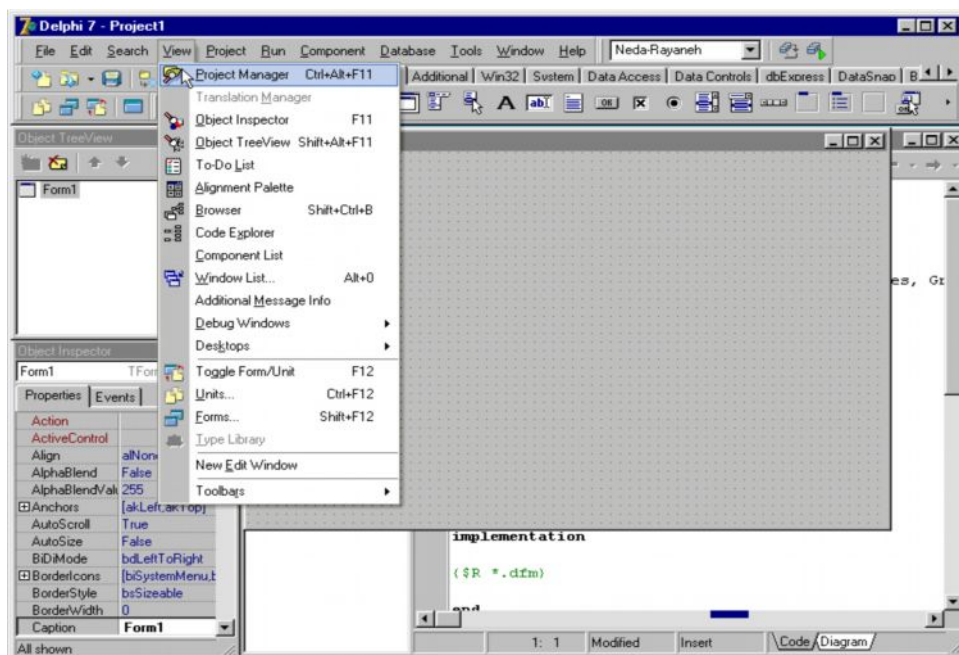 Delphi 7 - Project1
File Edit Search View Project Run Component Database Tools Window Help Neda-Rayaneh
Additional Win32 System Data Access Data Controls dbExpress DataSnap B
Project Manager Ctrl+Alt+F11
Translation Manager
Object Inspector F11
Object TreeView Shift+Alt+F11
To-Do List
Alignment Palette
Browser Shift+Ctrl+B
Code Explorer
Component List
Window List... Alt+0
Additional Message Info
Debug Windows
Desktops
Toggle Form/Unit F12
Units... Ctrl+F12
Forms... Shift+F12
Type Library
New Edit Window
Toolbars
Object TreeView
Form1
es, Gr
Object Inspector
Form1 TFor
Properties Events
Action
ActiveControl
Align alNon
AlphaBlend False
AlphaBlendValu 255
Anchors [akLeft,akTop]
AutoScroll True
AutoSize False
BiDiMode bdLeftToRight
BorderIcons [biSystemMenu,b
BorderStyle bsSizeable
BorderWidth 0
Caption Form1
All shown
implementation
{$R *.dfm}
end
1: 1 Modified Insert Code Diagram